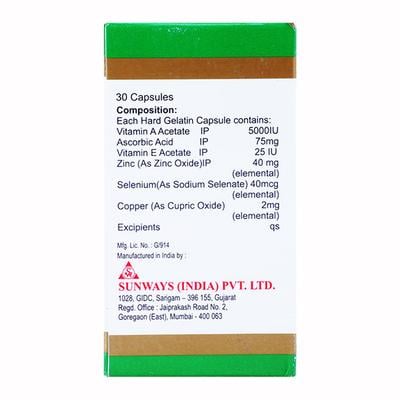 30 Capsules
Composition:
Each Hard Gelatin Capsule contains:
Vitamin A Acetate IP 5000IU
Ascorbic Acid IP 75mg
Vitamin E Acetate IP 25 IU
Zinc (As Zinc Oxide)IP 40 mg
(elemental)
Selenium(As Sodium Selenate) 40mcg
(elemental)
Copper (As Cupric Oxide) 2mg
(elemental)
Excipients qs
Mfg. Lic. No. : G/914
Manufactured in India by :
SUNWAYS (INDIA) PVT. LTD.
1028, GIDC, Sarigam – 396 155, Gujarat
Regd. Office : Jaiprakash Road No. 2,
Goregaon (East), Mumbai - 400 063